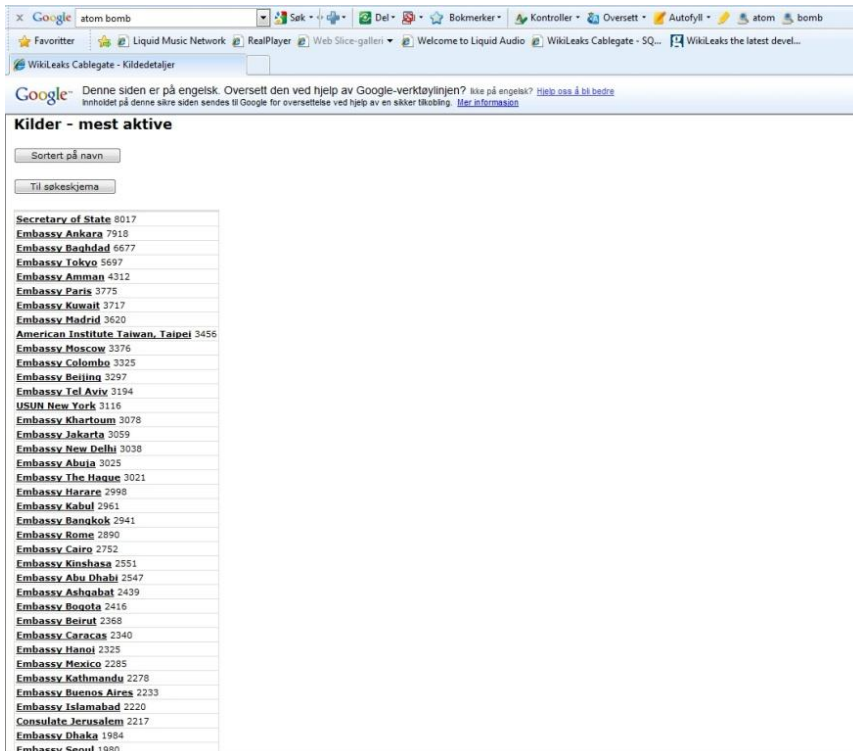 x Google atom bomb Søk Del Bokmerker Kontroller Oversett Autofyll atom bomb
Favoritter Liquid Music Network RealPlayer Web Slice-galleri Welcome to Liquid Audio WikiLeaks Cablegate - SQ... WikiLeaks the latest devel...
WikiLeaks Cablegate - Kildedetaljer
Google Denne siden er på engelsk. Oversett den ved hjelp av Google-verktøylinjen? Ikke på engelsk? Hjelp oss å bli bedre
Innholdet på denne sikre siden sendes til Google for oversettelse ved hjelp av en sikker tilkobling. Mer informasjon
Kilder - mest aktive
Sortert på navn
Til søkeskjema
Secretary of State 8017
Embassy Ankara 7918
Embassy Baghdad 6677
Embassy Tokyo 5697
Embassy Amman 4312
Embassy Paris 3775
Embassy Kuwait 3717
Embassy Madrid 3620
American Institute Taiwan, Taipei 3456
Embassy Moscow 3376
Embassy Colombo 3325
Embassy Beijing 3297
Embassy Tel Aviv 3194
USUN New York 3116
Embassy Khartoum 3078
Embassy Jakarta 3059
Embassy New Delhi 3038
Embassy Abuja 3025
Embassy The Hague 3021
Embassy Harare 2998
Embassy Kabul 2961
Embassy Bangkok 2941
Embassy Rome 2890
Embassy Cairo 2752
Embassy Kinshasa 2551
Embassy Abu Dhabi 2547
Embassy Ashgabat 2439
Embassy Bogota 2416
Embassy Beirut 2368
Embassy Caracas 2340
Embassy Hanoi 2325
Embassy Mexico 2285
Embassy Kathmandu 2278
Embassy Buenos Aires 2233
Embassy Islamabad 2220
Consulate Jerusalem 2217
Embassy Dhaka 1984
Embassy Seoul 1980